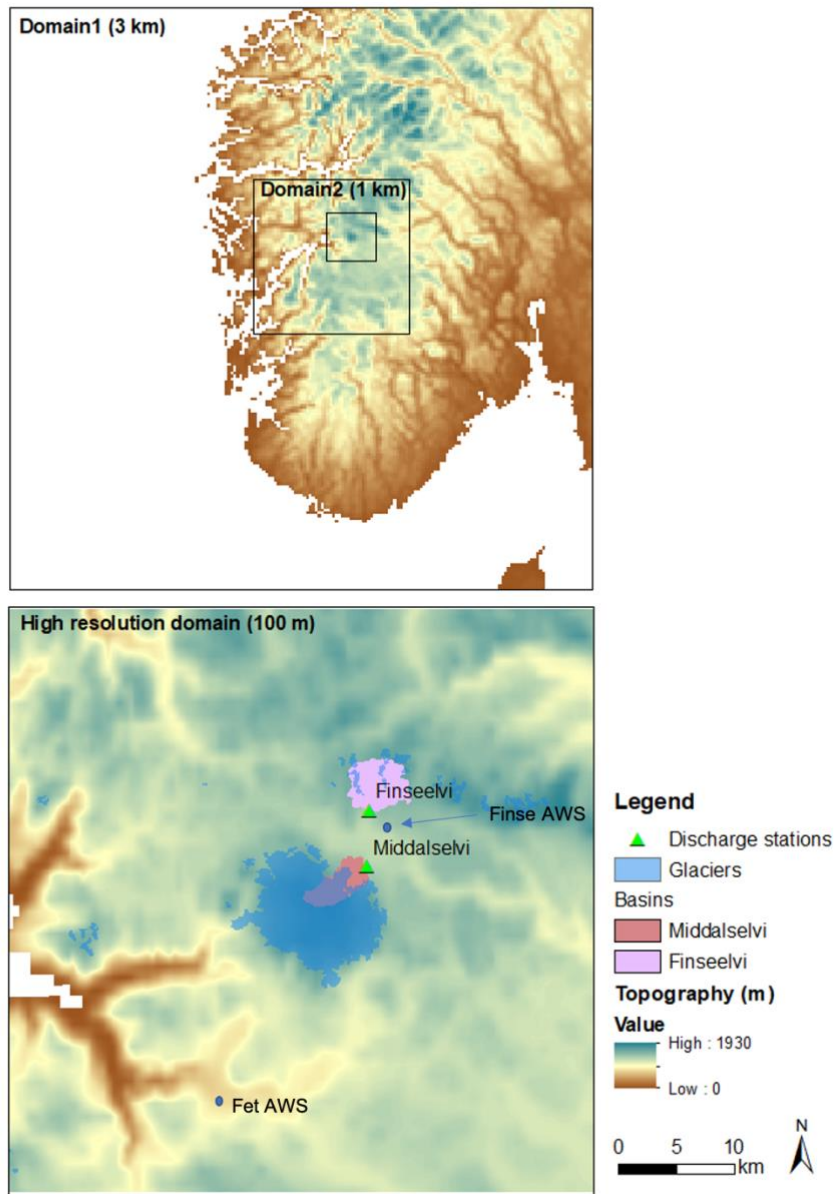 Domain1 (3 km)
Domain2 (1 km)
High resolution domain (100 m)
Finseelvi
Finse AWS
Middalselvi
Fet AWS
Legend
Discharge stations
Glaciers
Basins
Middalselvi
Finseelvi
Topography (m)
Value
High : 1930
Low : 0
N
0 5 10
km